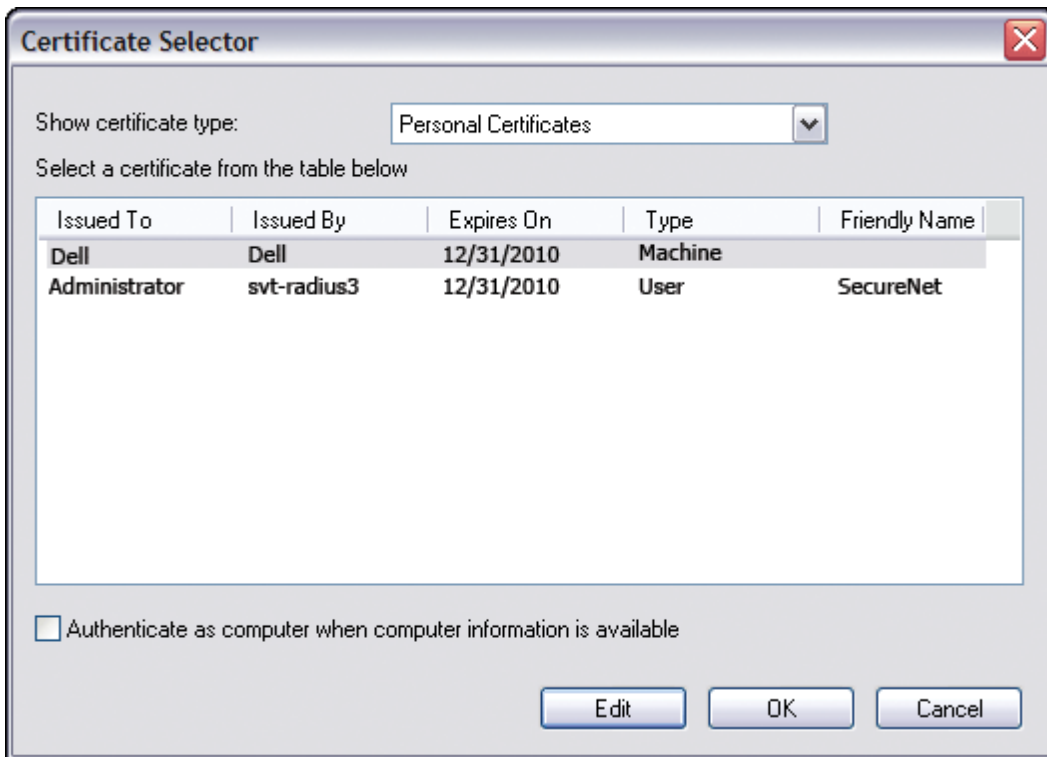 Certificate Selector
Show certificate type: Personal Certificates
Select a certificate from the table below
Issued To Issued By Expires On Type Friendly Name
Dell Dell 12/31/2010 Machine
Administrator svt-radius3 12/31/2010 User SecureNet
Authenticate as computer when computer information is available
Edit OK Cancel